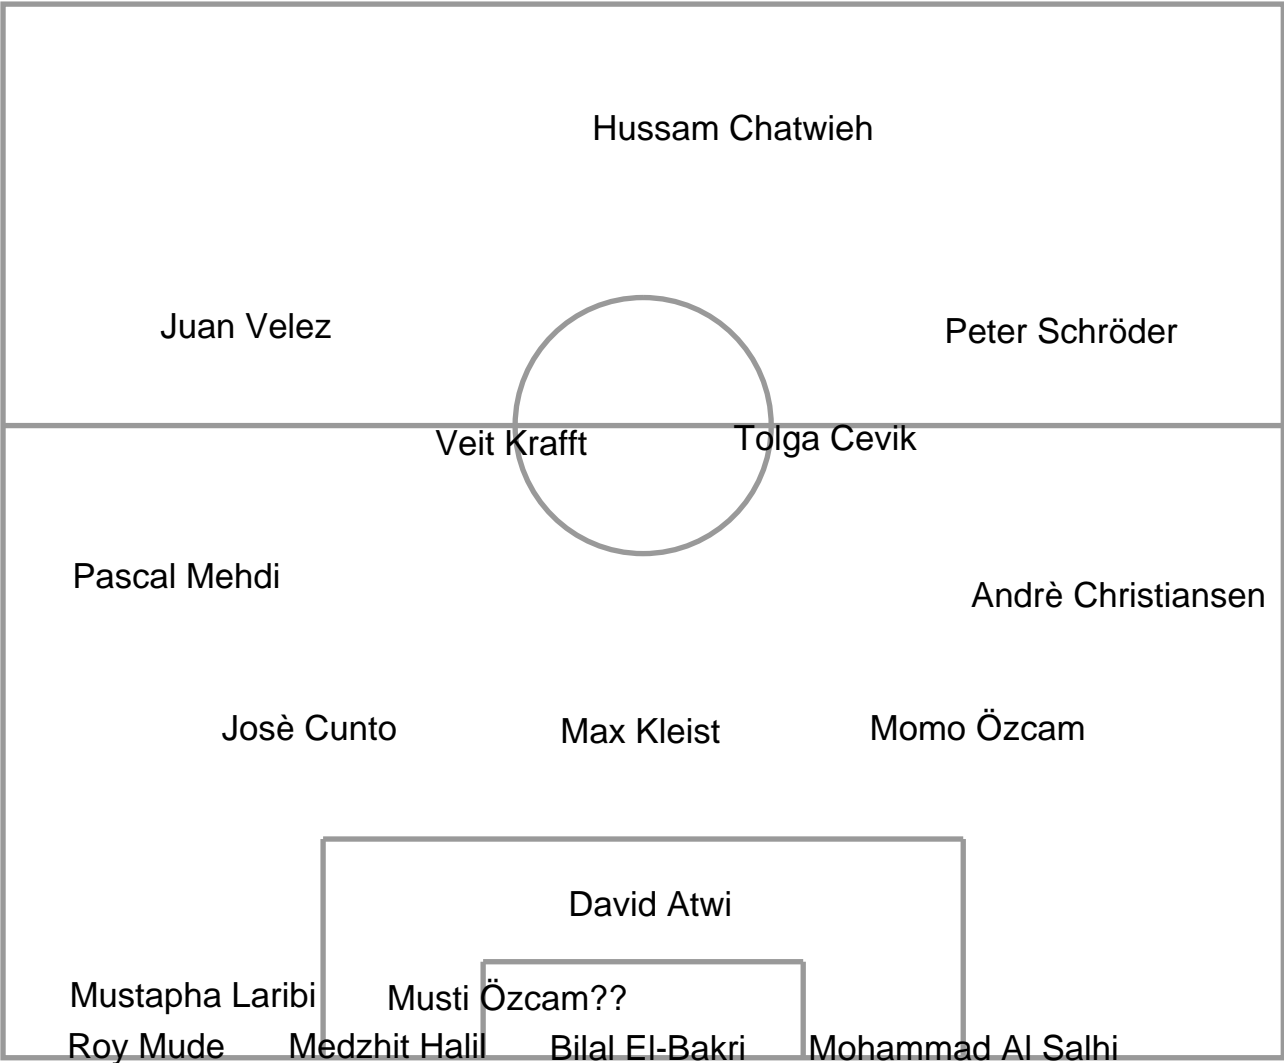 Hussam Chatwieh
Juan Velez
Peter Schröder
Veit Krafft
Tolga Cevik
Pascal Mehdi
Andrè Christiansen
Josè Cunto
Max Kleist
Momo Özcam
David Atwi
Mustapha Laribi
Musti Özcam??
Roy Mude
Medzhit Halil
Bilal El-Bakri
Mohammad Al Salhi